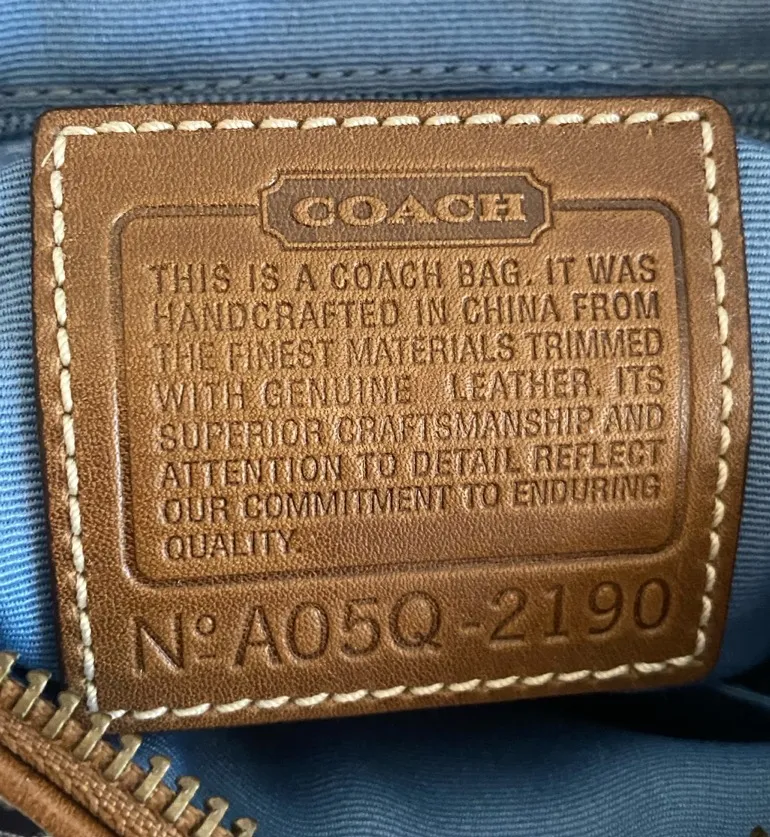 COACH
THIS IS A COACH BAG. IT WAS
HANDCRAFTED IN CHINA FROM
THE FINEST MATERIALS TRIMMED
WITH GENUINE LEATHER. ITS
SUPERIOR CRAFTSMANSHIP AND
ATTENTION TO DETAIL REFLECT
OUR COMMITMENT TO ENDURING
QUALITY.
Nº A05Q-2190